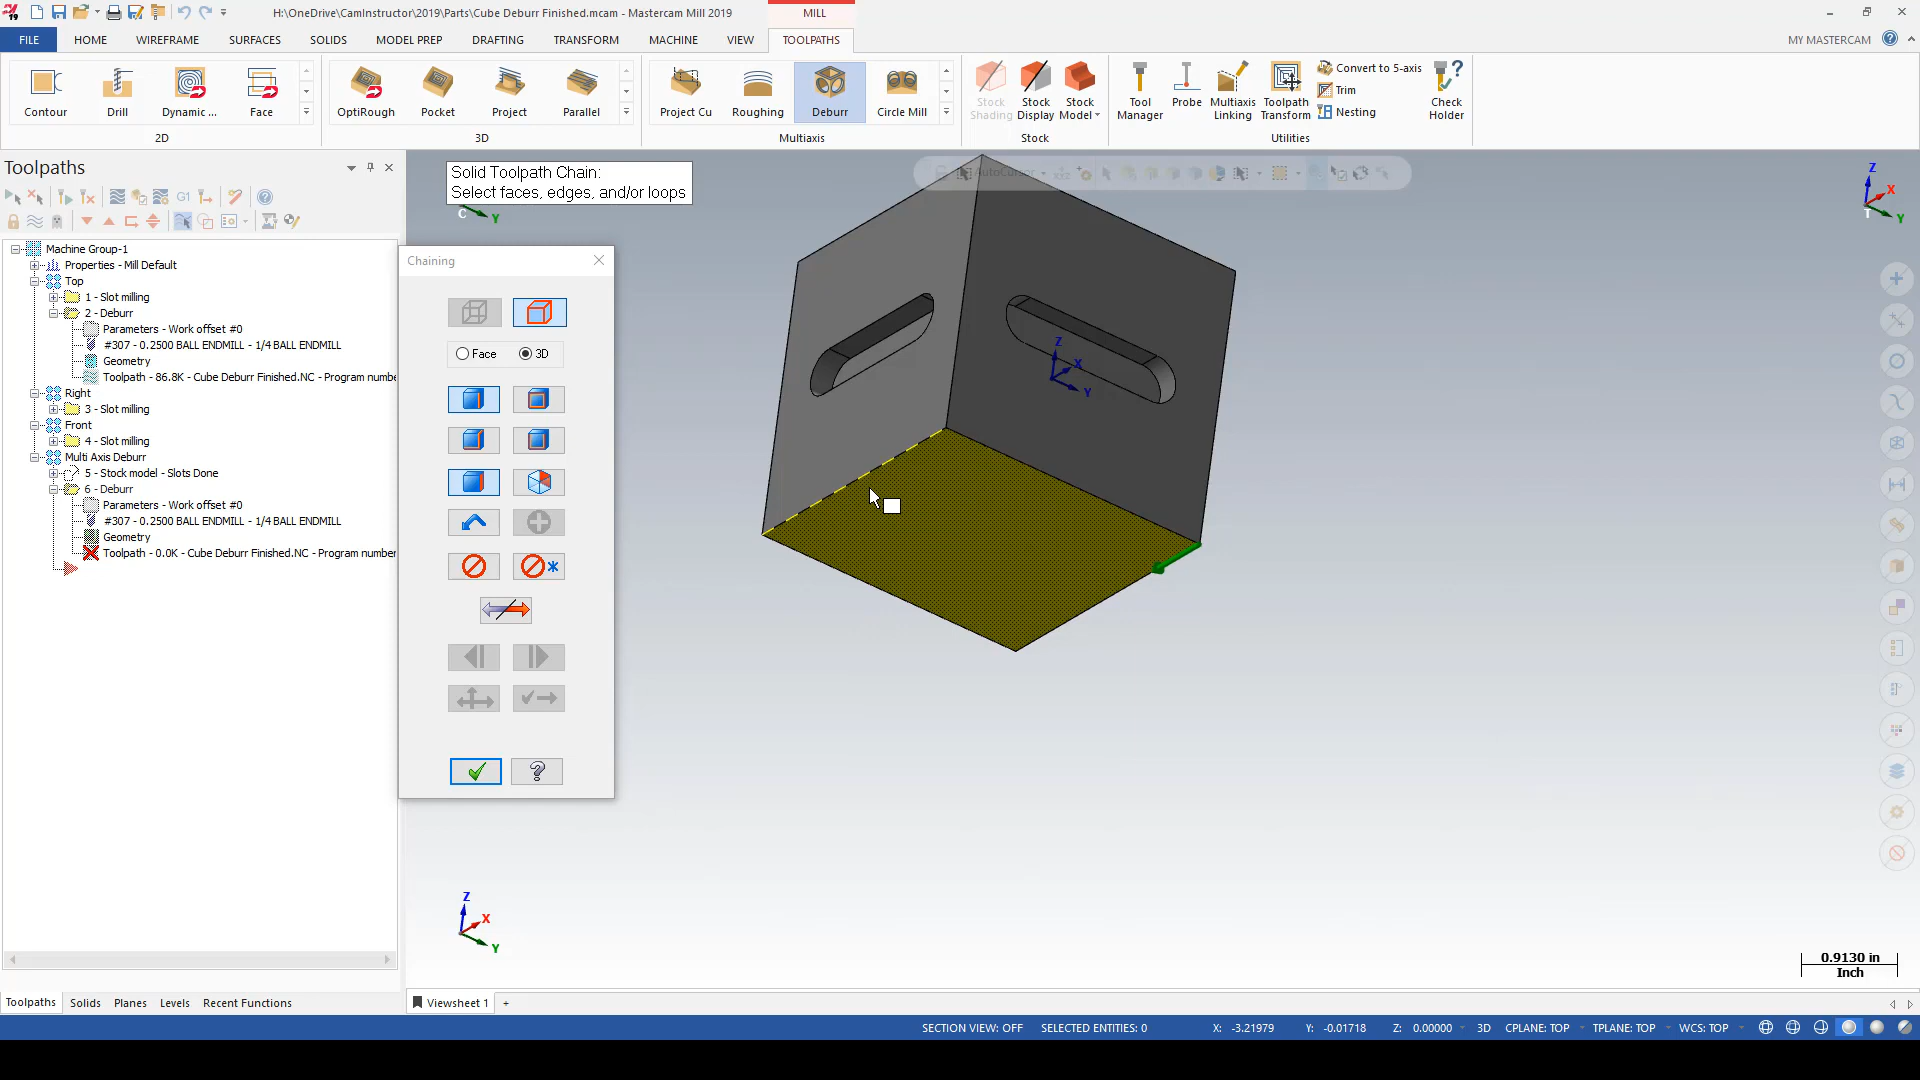 H:\OneDrive\CamInstructor\2019\Parts\Cube Deburr Finished.mcam - Mastercam Mill 2019
MILL
FILE HOME WIREFRAME SURFACES SOLIDS MODEL PREP DRAFTING TRANSFORM MACHINE VIEW TOOLPATHS MY MASTERCAM
Contour Drill Dynamic ... Face OptiRough Pocket Project Parallel Project Cu Roughing Deburr Circle Mill
Stock Shading Stock Display Stock Model Tool Manager Probe Multiaxis Linking Toolpath Transform Convert to 5-axis Trim Nesting Check Holder
2D 3D Multiaxis Stock Utilities
Toolpaths
G1
Solid Toolpath Chain:
Select faces, edges, and/or loops
AutoCursor
Machine Group-1
Properties - Mill Default
Top
1 - Slot milling
2 - Deburr
Parameters - Work offset #0
#307 - 0.2500 BALL ENDMILL - 1/4 BALL ENDMILL
Geometry
Toolpath - 86.8K - Cube Deburr Finished.NC - Program numbe
Right
3 - Slot milling
Front
4 - Slot milling
Multi Axis Deburr
5 - Stock model - Slots Done
6 - Deburr
Parameters - Work offset #0
#307 - 0.2500 BALL ENDMILL - 1/4 BALL ENDMILL
Geometry
Toolpath - 0.0K - Cube Deburr Finished.NC - Program number
Chaining
Face 3D
C Y
Z X Y T
Z X Y
Z X Y
0.9130 in
Inch
Toolpaths Solids Planes Levels Recent Functions
Viewsheet 1 +
SECTION VIEW: OFF SELECTED ENTITIES: 0 X: -3.21979 Y: -0.01718 Z: 0.00000 3D CPLANE: TOP TPLANE: TOP WCS: TOP